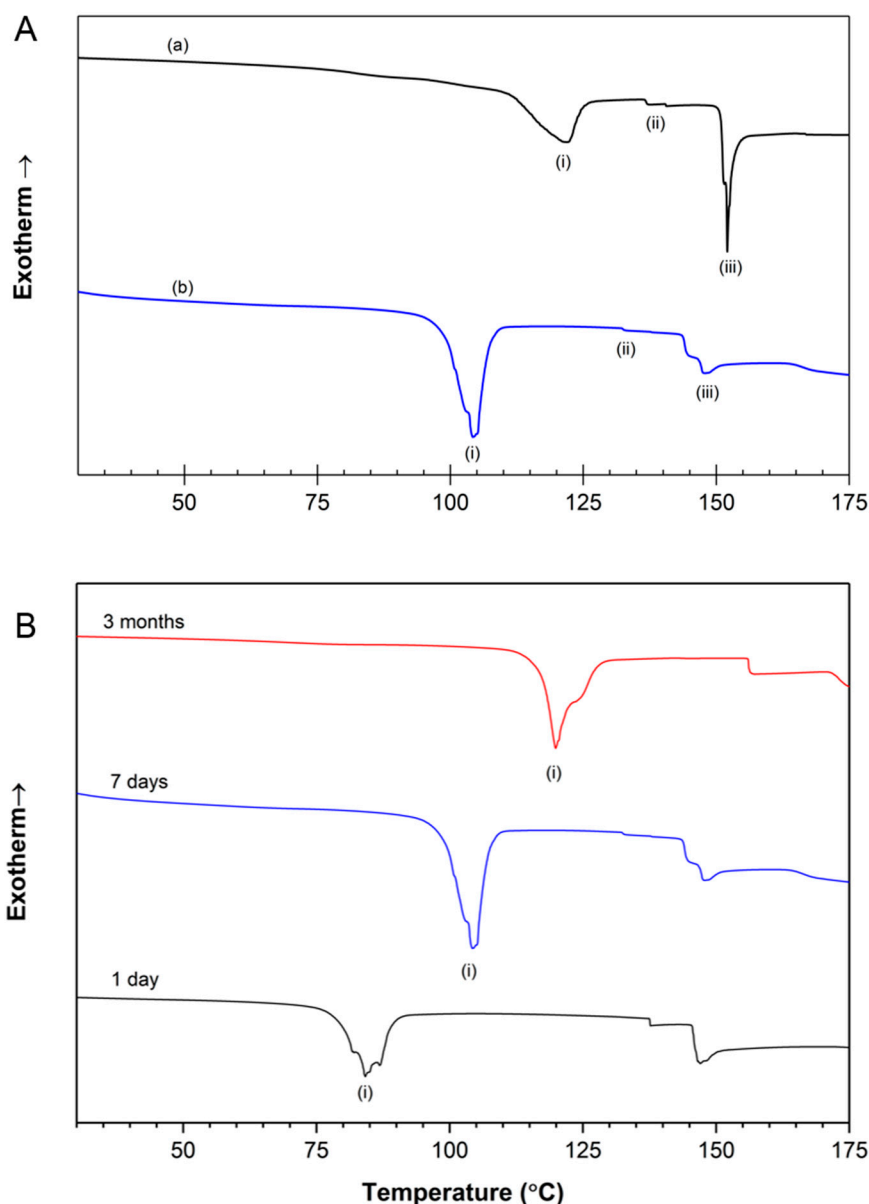 A
(a)
(ii)
(i)
(iii)
(b)
(ii)
(iii)
(i)
Exotherm →
50 75 100 125 150 175
B
3 months
(i)
7 days
(i)
1 day
(i)
Exotherm→
50 75 100 125 150 175
Temperature (°C)